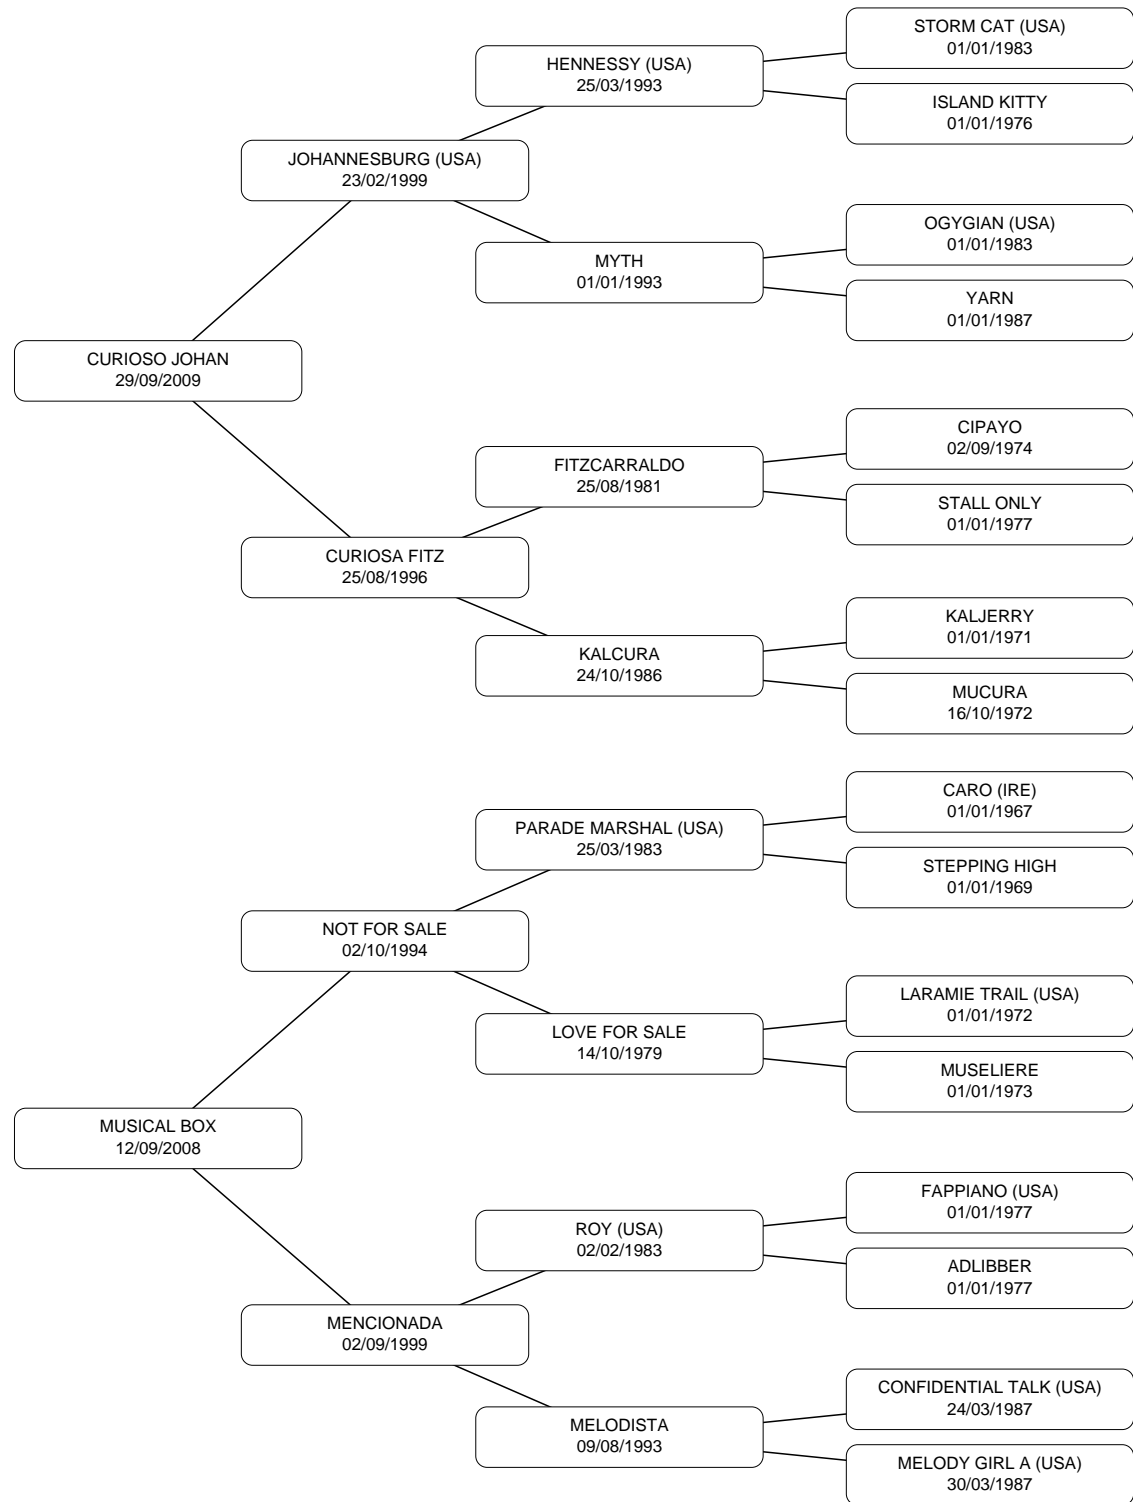 STORM CAT (USA)
01/01/1983
HENNESSY (USA)
25/03/1993
ISLAND KITTY
01/01/1976
JOHANNESBURG (USA)
23/02/1999
OGYGIAN (USA)
01/01/1983
MYTH
01/01/1993
YARN
01/01/1987
CURIOSO JOHAN
29/09/2009
CIPAYO
02/09/1974
FITZCARRALDO
25/08/1981
STALL ONLY
01/01/1977
CURIOSA FITZ
25/08/1996
KALJERRY
01/01/1971
KALCURA
24/10/1986
MUCURA
16/10/1972
CARO (IRE)
01/01/1967
PARADE MARSHAL (USA)
25/03/1983
STEPPING HIGH
01/01/1969
NOT FOR SALE
02/10/1994
LARAMIE TRAIL (USA)
01/01/1972
LOVE FOR SALE
14/10/1979
MUSELIERE
01/01/1973
MUSICAL BOX
12/09/2008
FAPPIANO (USA)
01/01/1977
ROY (USA)
02/02/1983
ADLIBBER
01/01/1977
MENCIONADA
02/09/1999
CONFIDENTIAL TALK (USA)
24/03/1987
MELODISTA
09/08/1993
MELODY GIRL A (USA)
30/03/1987